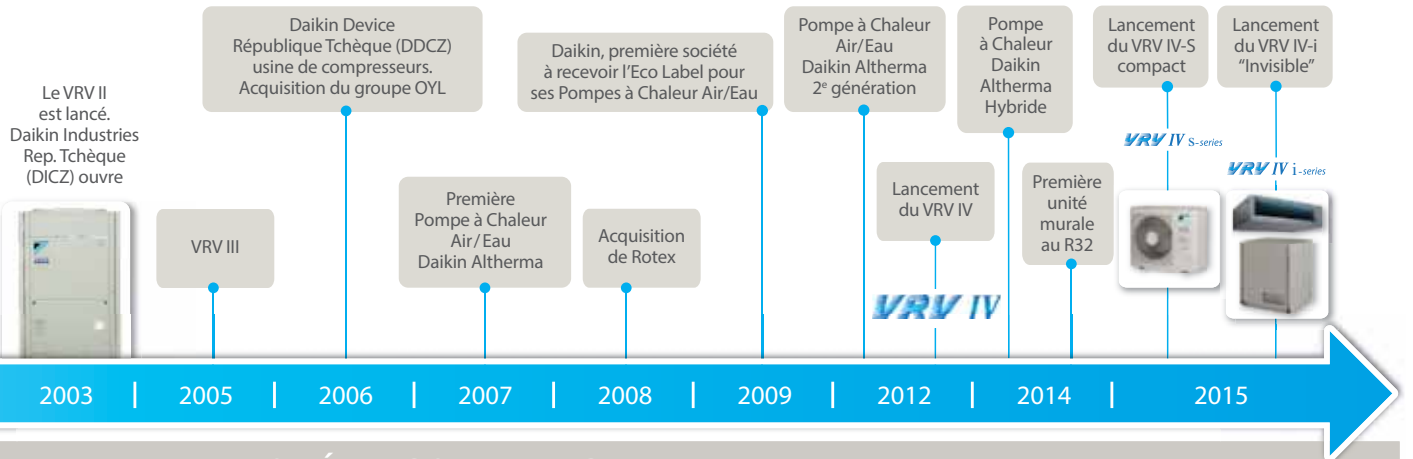 Le VRV II
est lancé.
Daikin Industries
Rep. Tchèque
(DICZ) ouvre
VRV III
Daikin Device
République Tchèque (DDCZ)
usine de compresseurs.
Acquisition du groupe OYL
Première
Pompe à Chaleur
Air/Eau
Daikin Altherma
Acquisition
de Rotex
Daikin, première société
à recevoir l’Eco Label pour
ses Pompes à Chaleur Air/Eau
Pompe à Chaleur
Air/Eau
Daikin Altherma
2e génération
Lancement
du VRV IV
VRV IV
Pompe
à Chaleur
Daikin
Altherma
Hybride
Première
unité
murale
au R32
Lancement
du VRV IV-S
compact
VRV IV S-series
Lancement
du VRV IV-i
“Invisible”
VRV IV i-series
2003 | 2005 | 2006 | 2007 | 2008 | 2009 | 2012 | 2014 | 2015